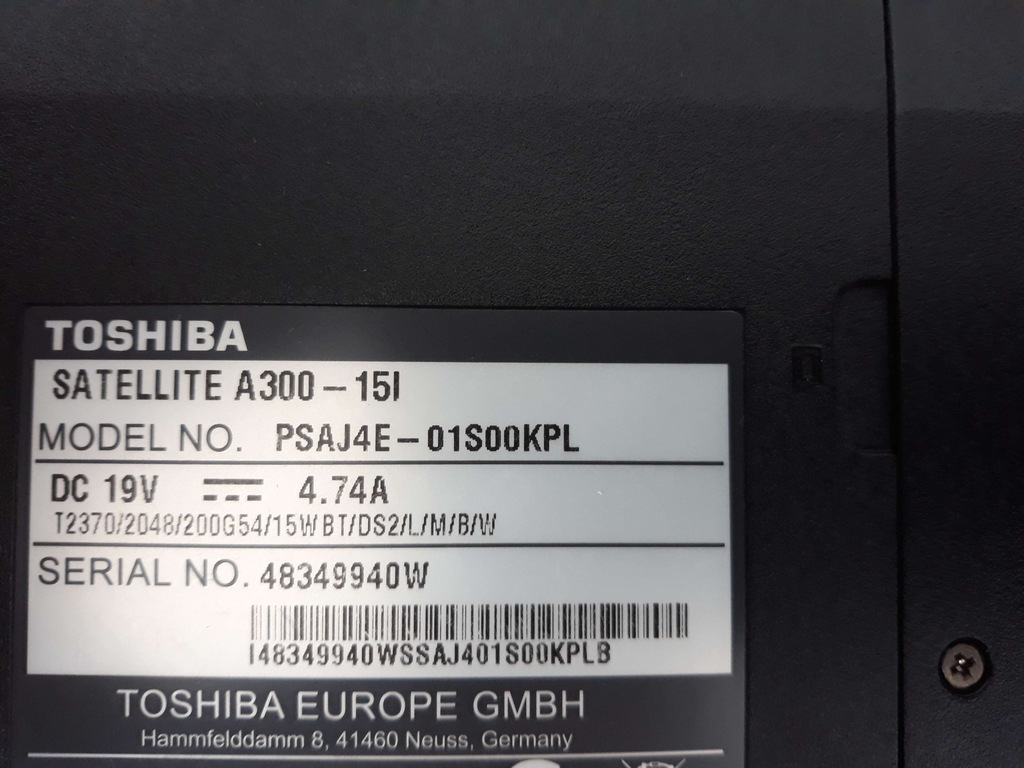 TOSHIBA
SATELLITE A300-15I
MODEL NO. PSAJ4E-01S00KPL
DC 19V ⎓ 4.74A
T2370/2048/200G54/15W BT/DS2/L/M/B/W
SERIAL NO. 48349940W
148349940WSSAJ401S00KPLB
TOSHIBA EUROPE GMBH
Hammfelddamm 8, 41460 Neuss, Germany